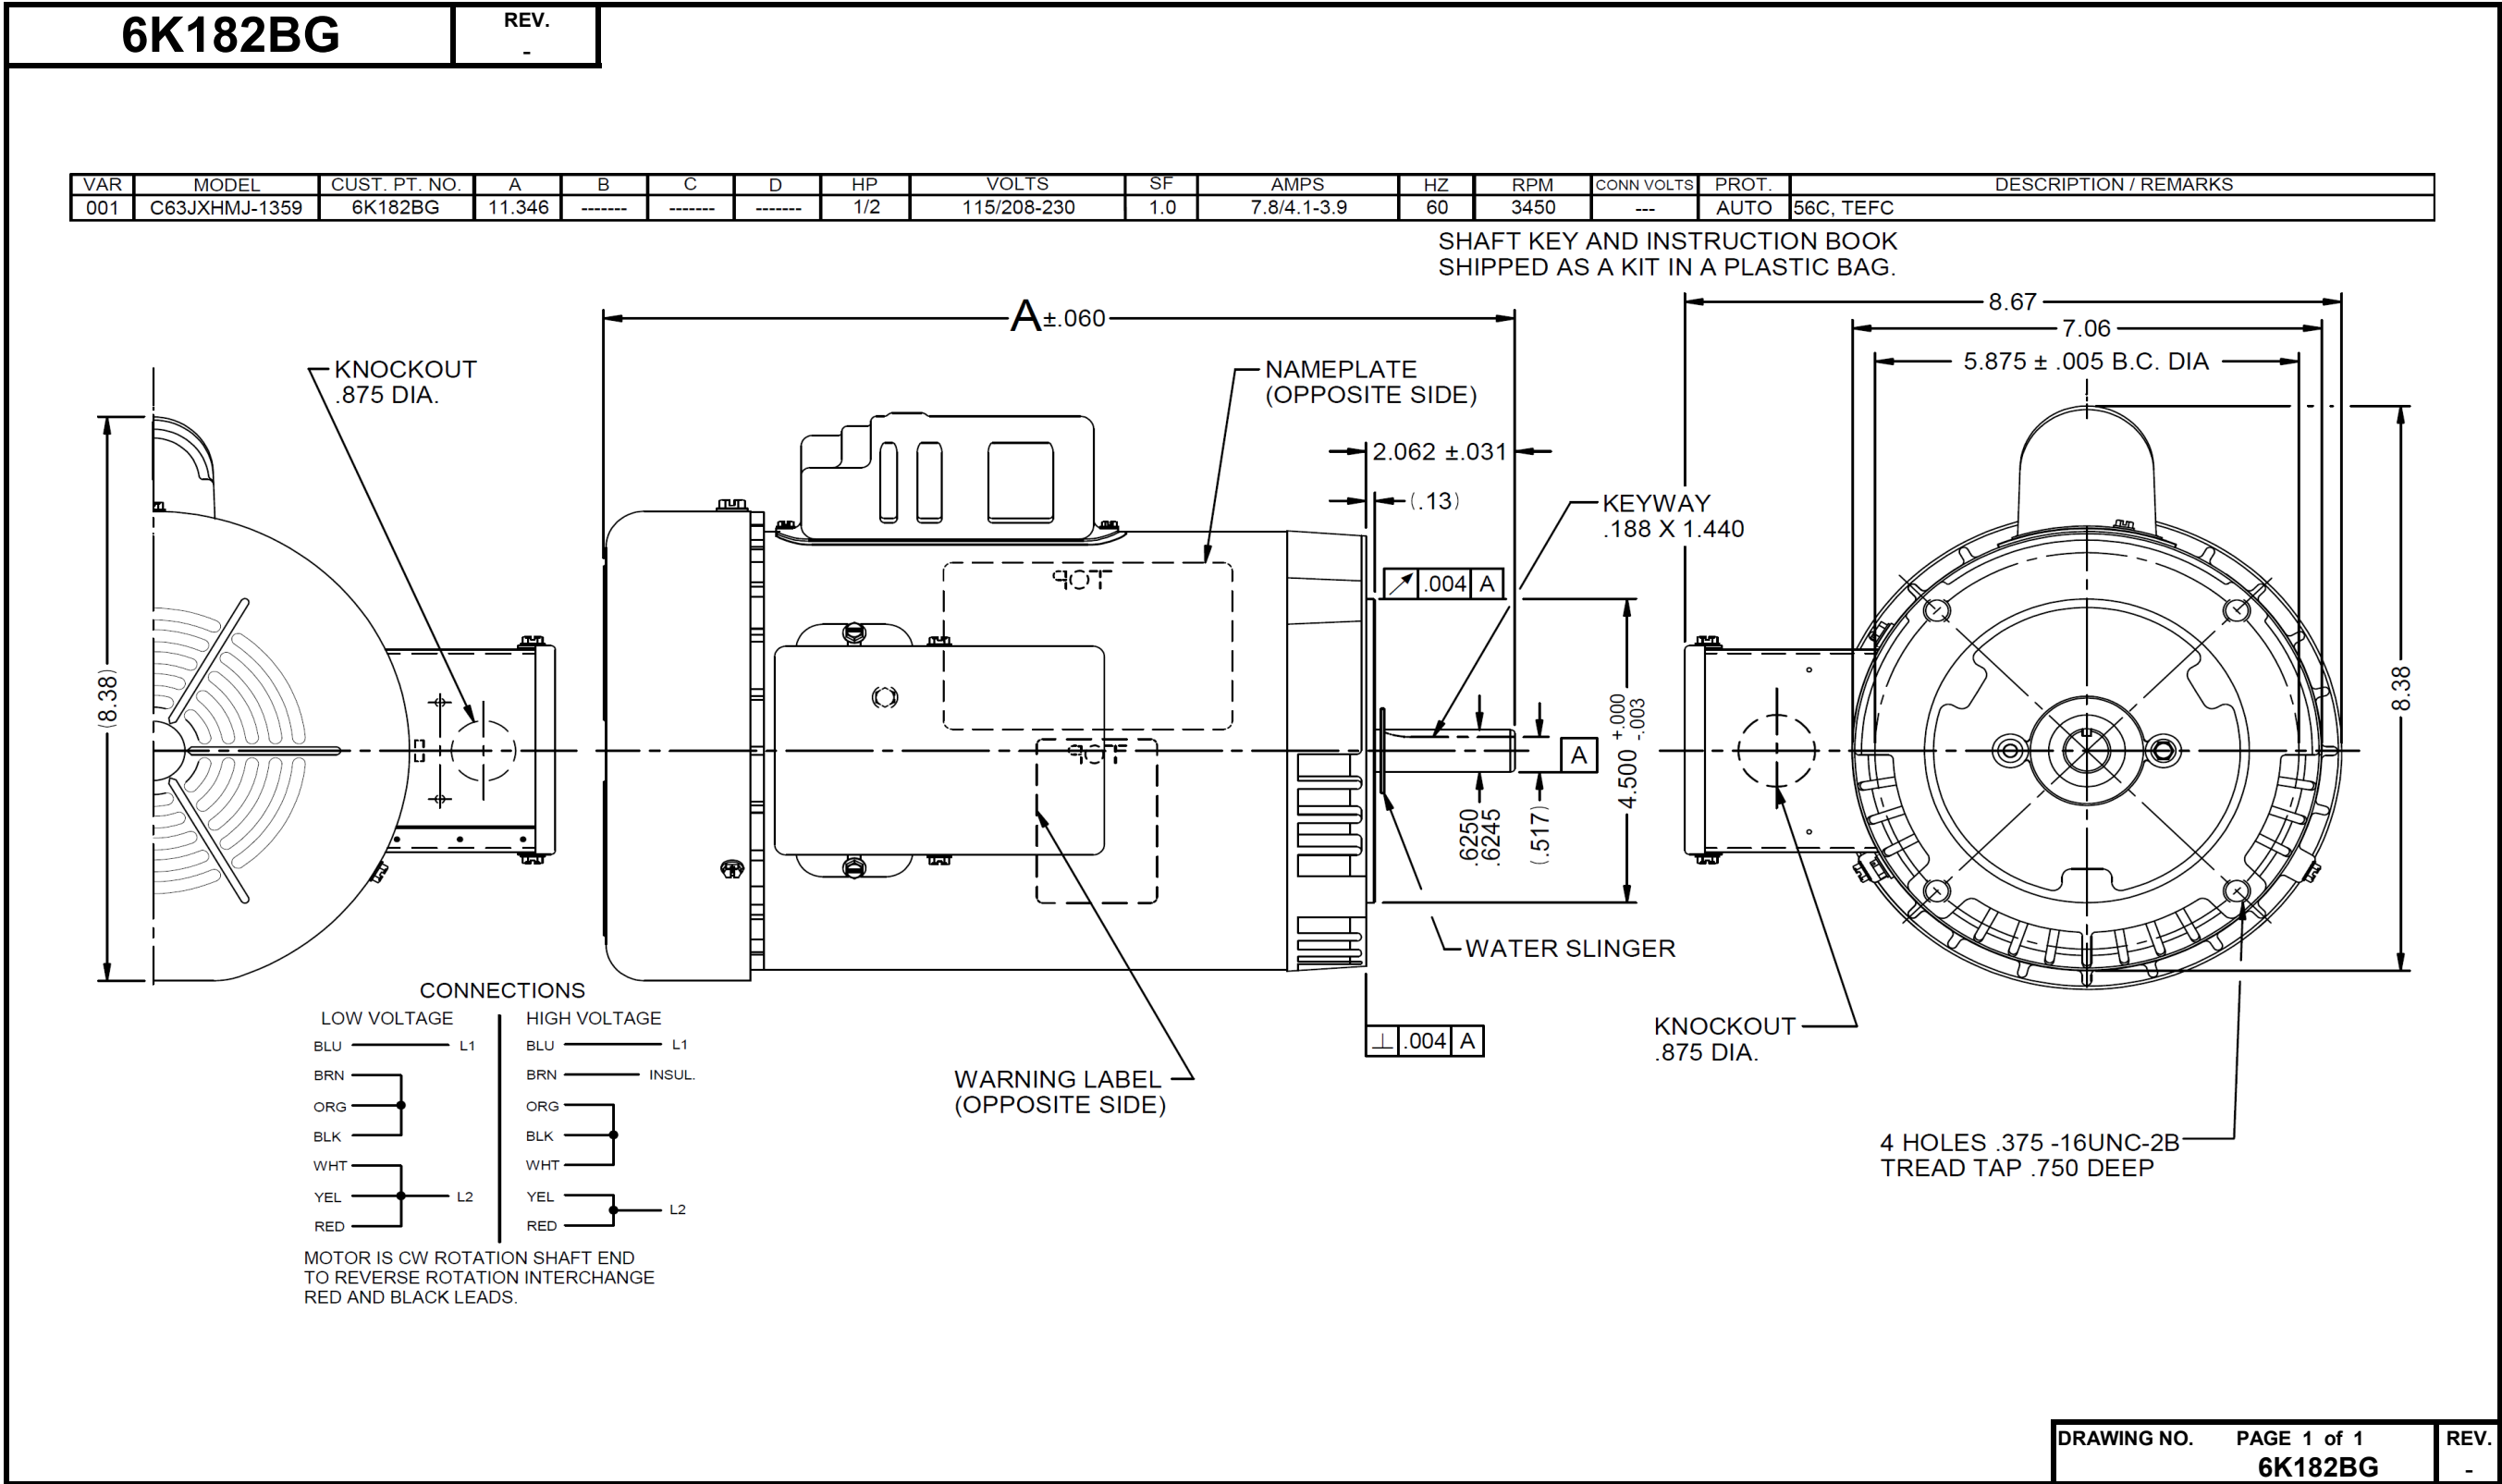 6K182BG
REV.
-
VAR MODEL CUST. PT. NO. A B C D HP VOLTS SF AMPS HZ RPM CONN VOLTS PROT. DESCRIPTION / REMARKS
001 C63JXHMJ-1359 6K182BG 11.346 ------- ------- ------- 1/2 115/208-230 1.0 7.8/4.1-3.9 60 3450 --- AUTO 56C, TEFC
SHAFT KEY AND INSTRUCTION BOOK
SHIPPED AS A KIT IN A PLASTIC BAG.
A±.060
8.67
7.06
5.875 ± .005 B.C. DIA
KNOCKOUT
.875 DIA.
NAMEPLATE
(OPPOSITE SIDE)
2.062 ±.031
(.13)
KEYWAY
.188 X 1.440
.004 A
TOP
(8.38)
TOP
A
4.500 +.000
-.003
.6250
.6245
(.517)
8.38
WATER SLINGER
.004 A
KNOCKOUT
.875 DIA.
WARNING LABEL
(OPPOSITE SIDE)
4 HOLES .375 -16UNC-2B
TREAD TAP .750 DEEP
CONNECTIONS
LOW VOLTAGE
BLU L1
BRN
ORG
BLK
WHT
YEL L2
RED
HIGH VOLTAGE
BLU L1
BRN INSUL.
ORG
BLK
WHT
YEL
L2
RED
MOTOR IS CW ROTATION SHAFT END
TO REVERSE ROTATION INTERCHANGE
RED AND BLACK LEADS.
DRAWING NO. PAGE 1 of 1 REV.
6K182BG -